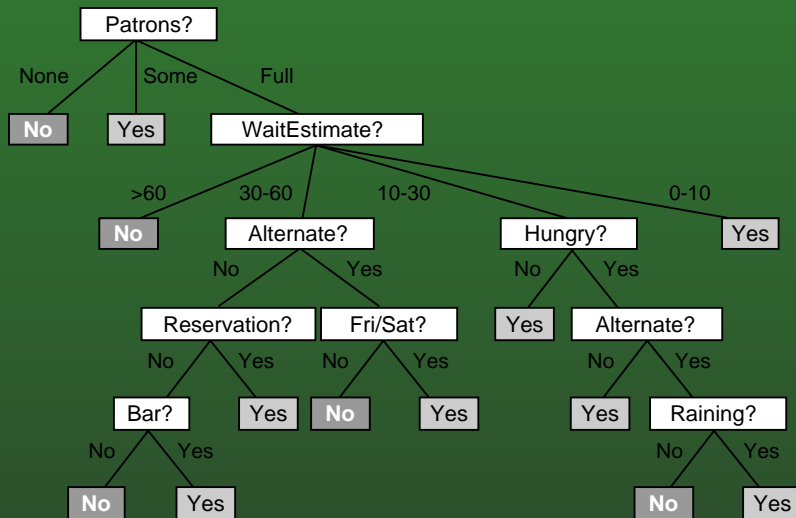 Patrons?
None Some Full
No Yes WaitEstimate?
>60 30-60 10-30 0-10
No Alternate? Hungry? Yes
No Yes No Yes
Reservation? Fri/Sat? Yes Alternate?
No Yes No Yes No Yes
Bar? Yes No Yes Yes Raining?
No Yes No Yes
No Yes No Yes